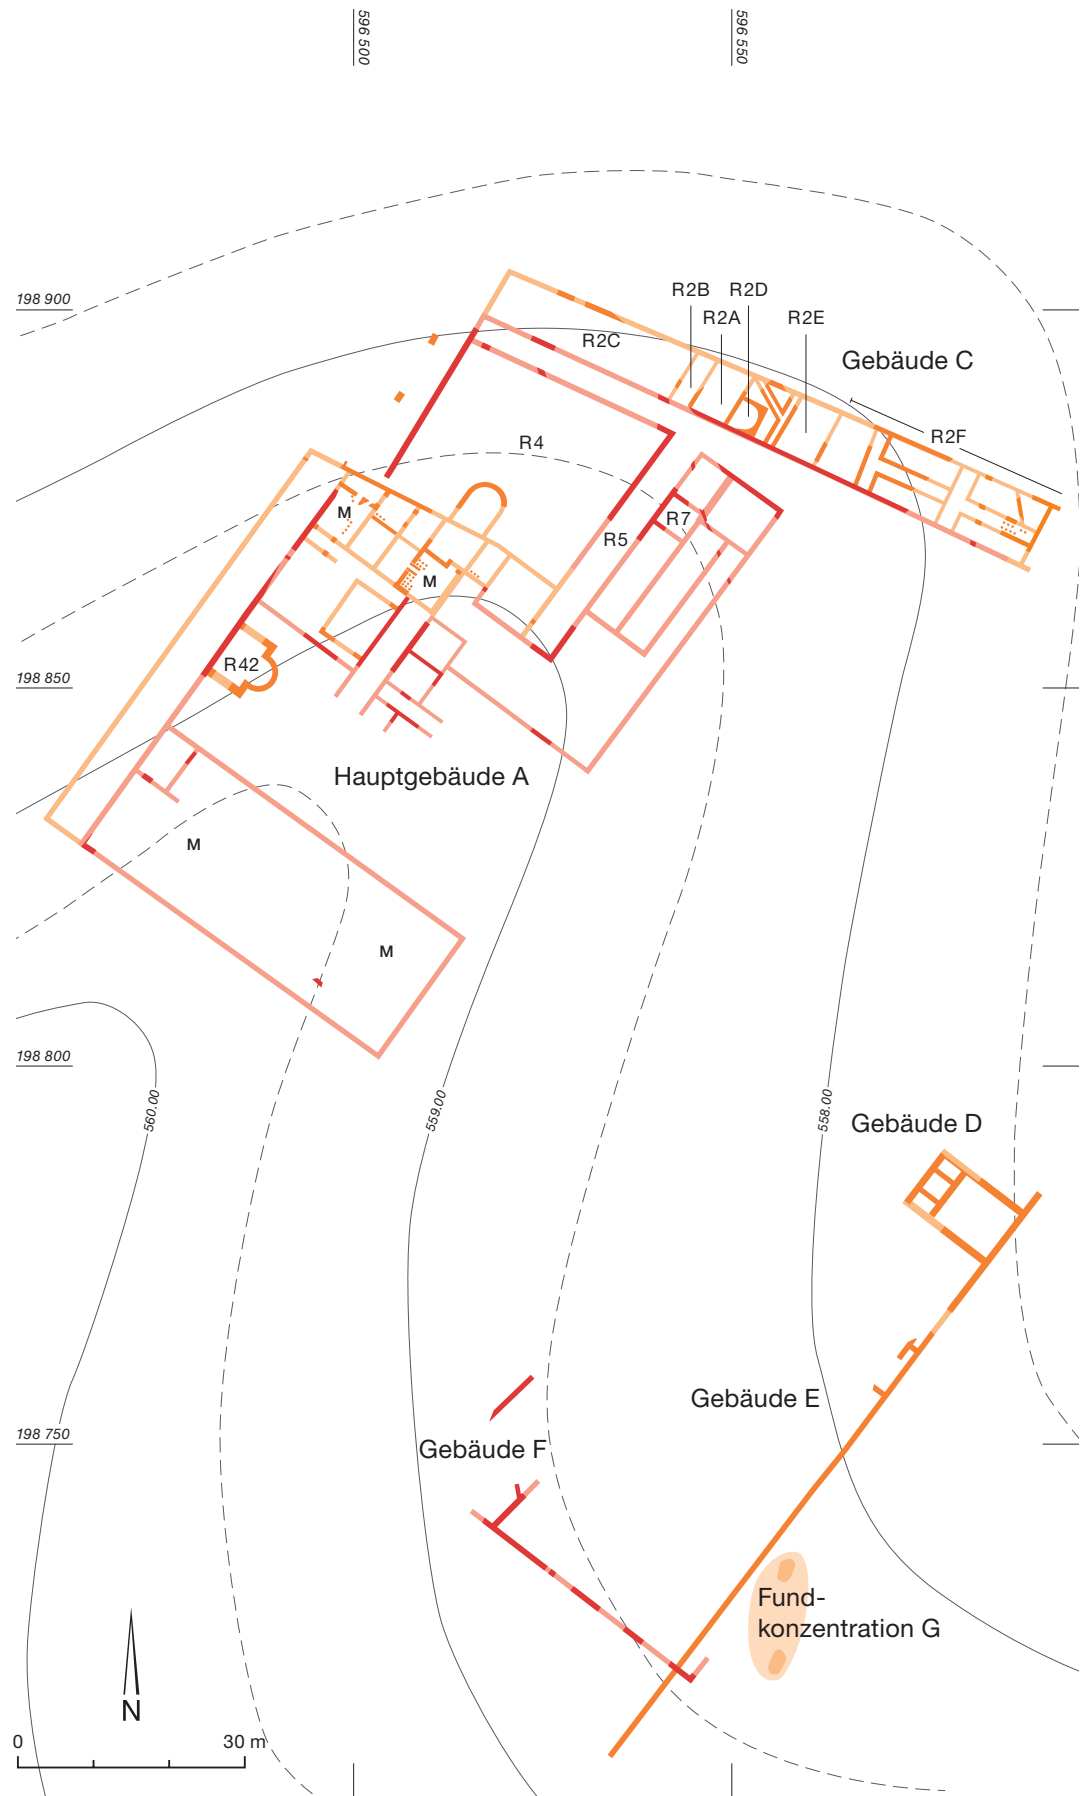 596 500
596 550
198 900
R2B
R2D
R2A
R2E
R2C
Gebäude C
R2F
R4
M
R7
R5
M
R42
198 850
Hauptgebäude A
M
M
198 800
560.00
559.00
558.00
Gebäude D
Gebäude E
198 750
Gebäude F
Fund-
konzentration G
N
0
30 m